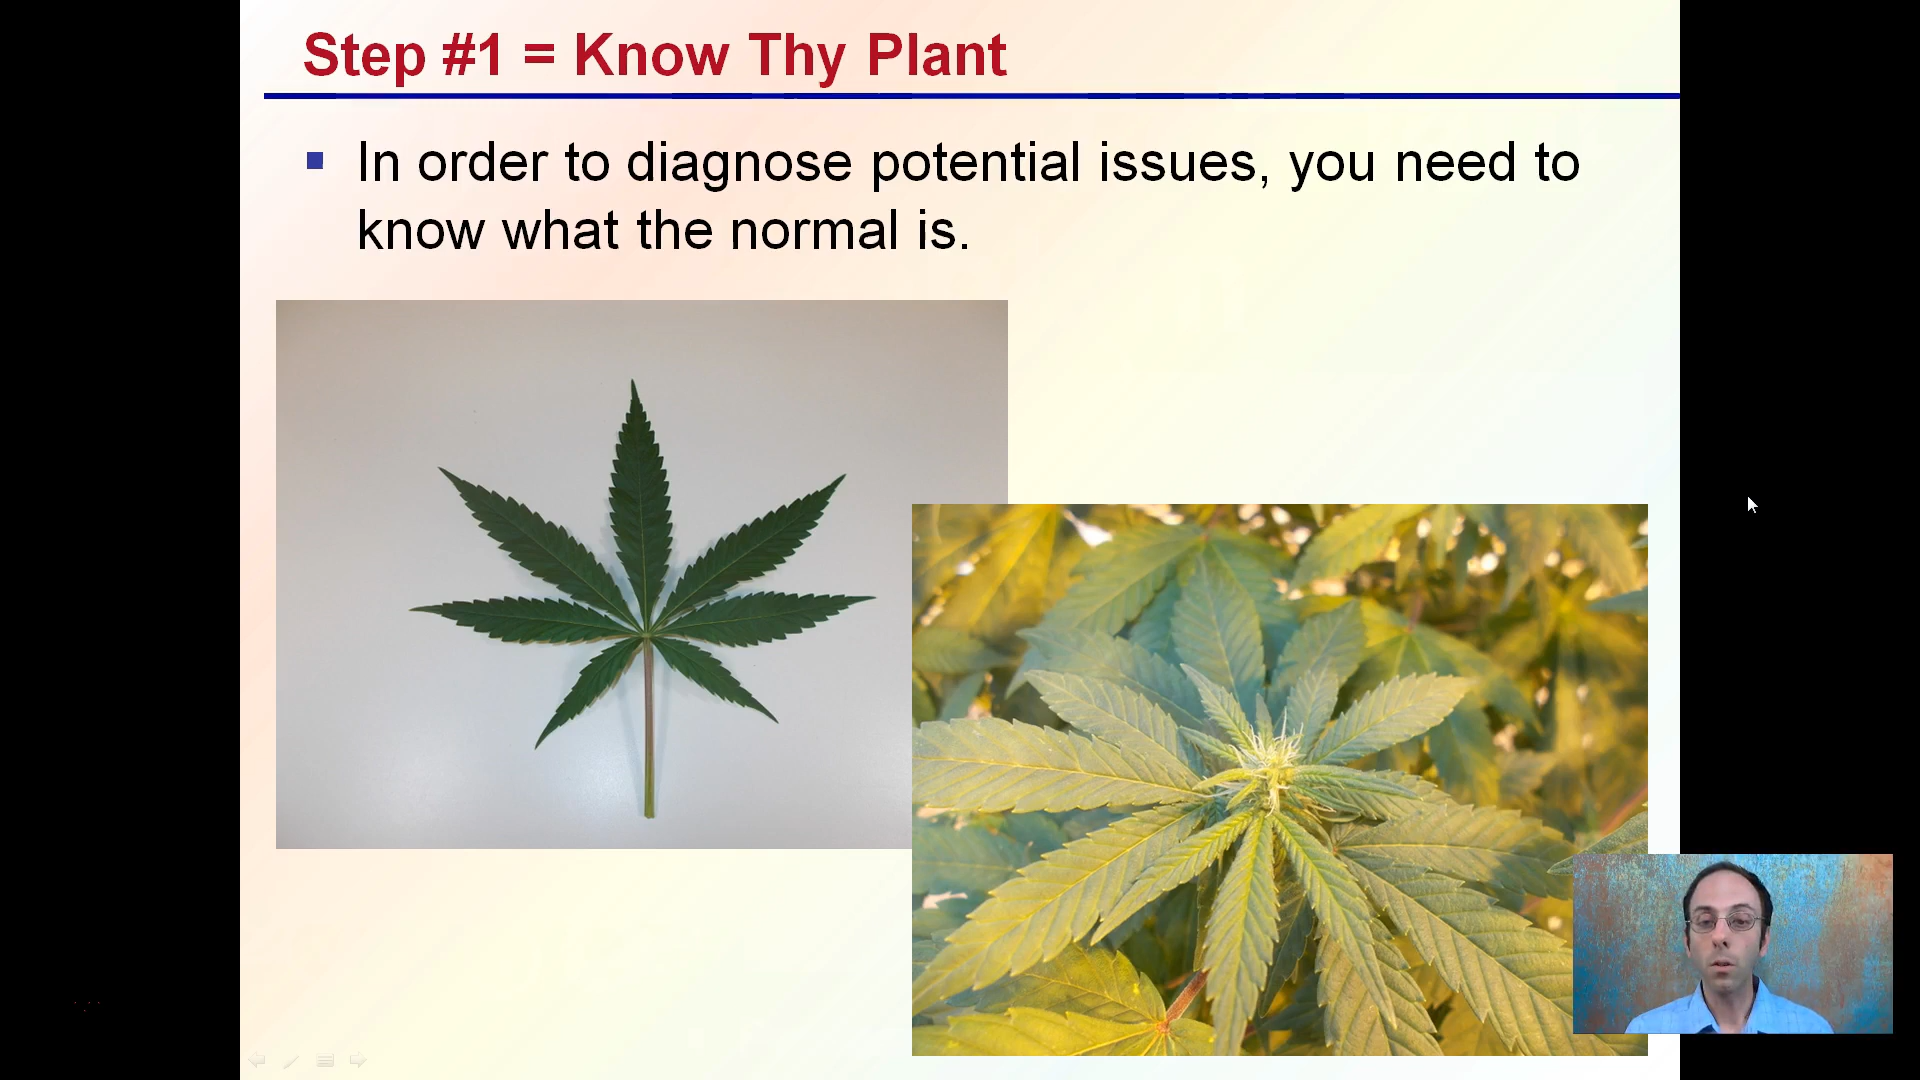 Step #1 = Know Thy Plant
In order to diagnose potential issues, you need to
know what the normal is.